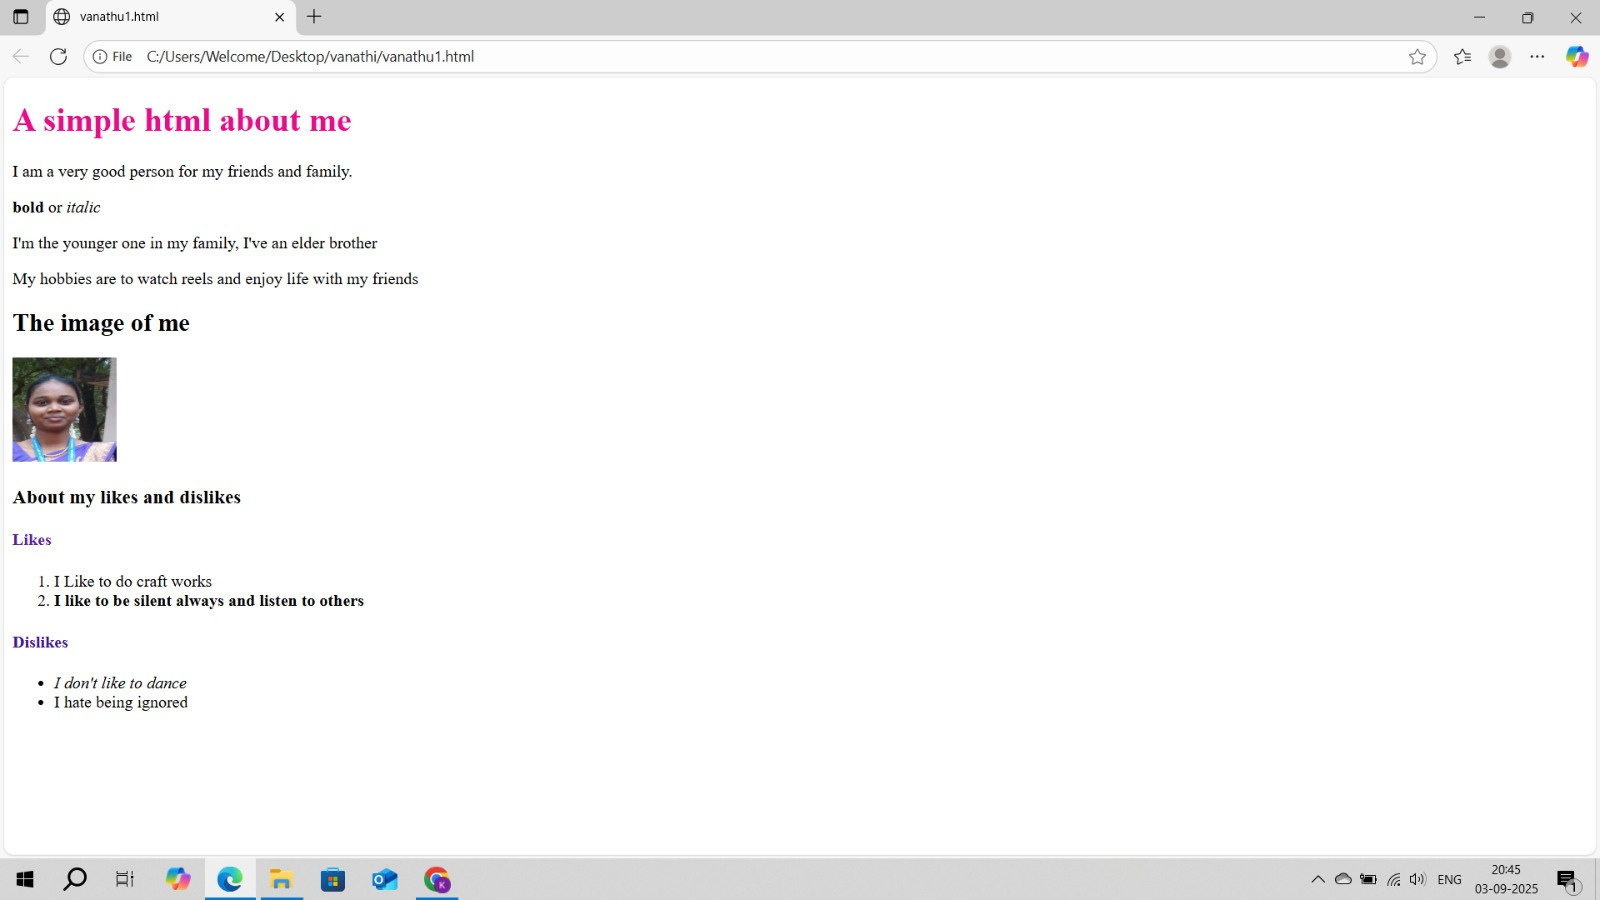 vanathu1.html
File C:/Users/Welcome/Desktop/vanathi/vanathu1.html
A simple html about me
I am a very good person for my friends and family.
bold or italic
I'm the younger one in my family, I've an elder brother
My hobbies are to watch reels and enjoy life with my friends
The image of me
About my likes and dislikes
Likes
1. I Like to do craft works
2. I like to be silent always and listen to others
Dislikes
• I don't like to dance
• I hate being ignored
K
ENG
20:45
03-09-2025
1